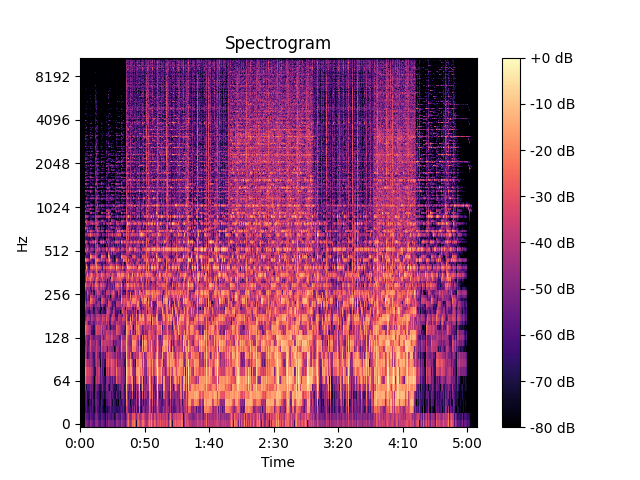 Spectrogram
Hz
8192
4096
2048
1024
512
256
128
64
0
0:00 0:50 1:40 2:30 3:20 4:10 5:00
Time
+0 dB
-10 dB
-20 dB
-30 dB
-40 dB
-50 dB
-60 dB
-70 dB
-80 dB